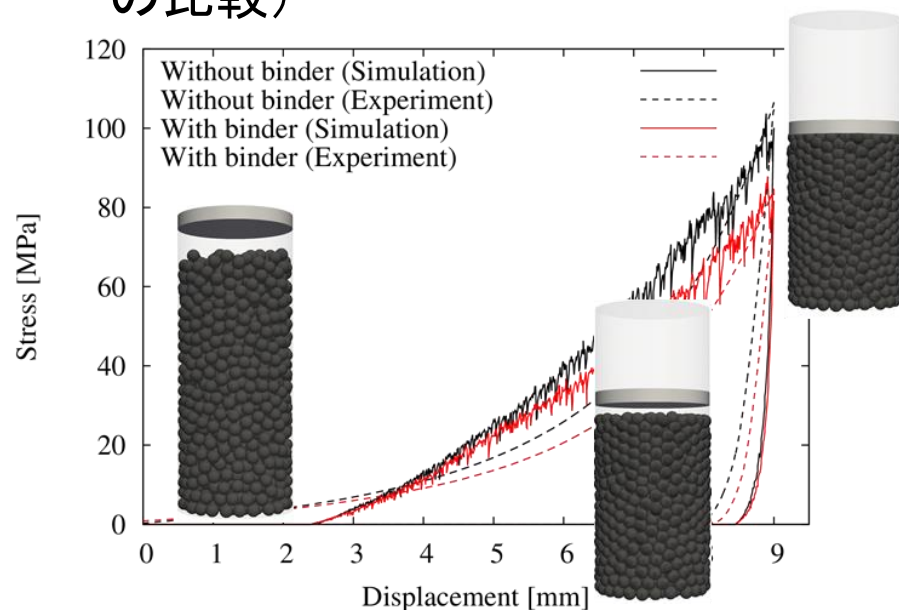 の比較）
120
100
80
60
40
20
0
Stress [MPa]
Without binder (Simulation)
Without binder (Experiment)
With binder (Simulation)
With binder (Experiment)
0 1 2 3 4 5 6 9
Displacement [mm]